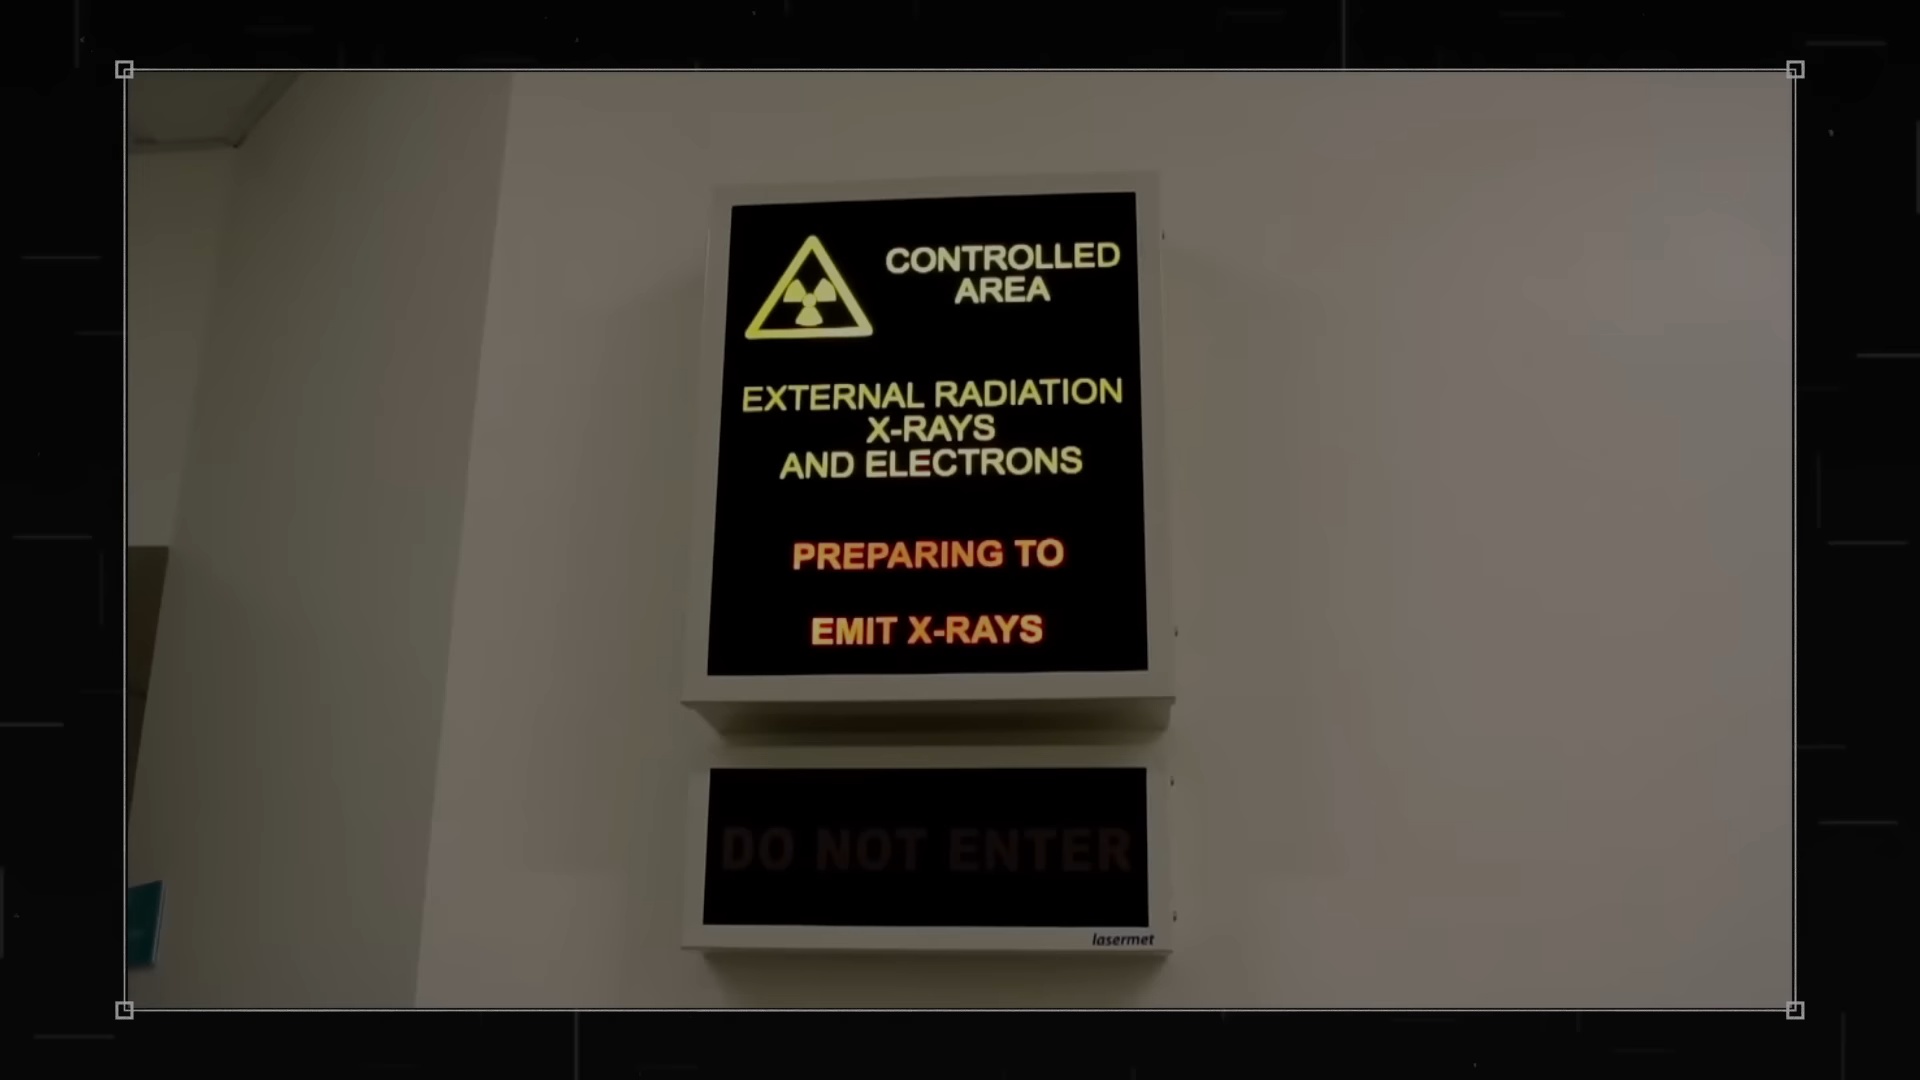 CONTROLLED
AREA
EXTERNAL RADIATION
X-RAYS
AND ELECTRONS
PREPARING TO
EMIT X-RAYS
DO NOT ENTER
lasermet